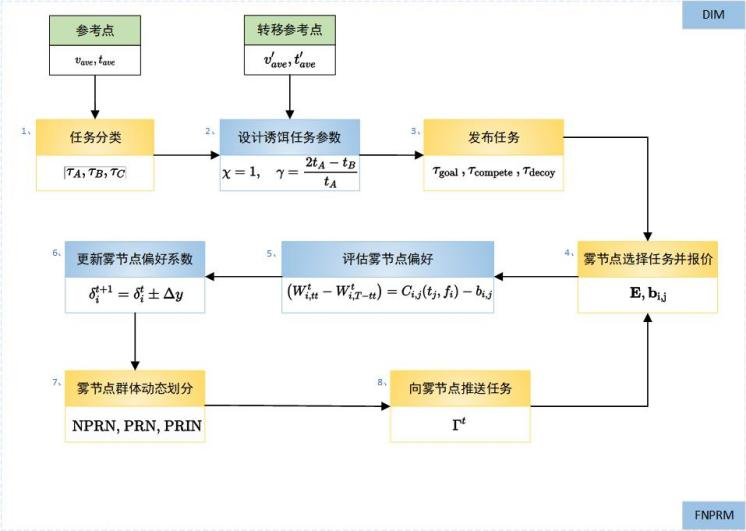 DIM
参考点
v_ave, t_ave
转移参考点
v'_ave, t'_ave
1、
任务分类
|τ_A, τ_B, τ_C|
2、
设计诱饵任务参数
χ = 1, γ = (2t_A − t_B) / t_A
3、
发布任务
τ_goal , τ_compete , τ_decoy
4、
雾节点选择任务并报价
E, b_i,j
5、
评估雾节点偏好
(W^t_i,tt − W^t_i,T−tt) = C_i,j(t_j, f_i) − b_i,j
6、
更新雾节点偏好系数
δ_i^t+1 = δ_i^t ± Δy
7、
雾节点群体动态划分
NPRN, PRN, PRIN
8、
向雾节点推送任务
Γ^t
FNPRM